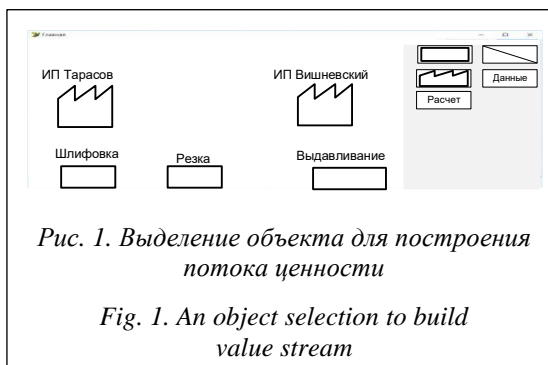 Главная
ИП Тарасов
ИП Вишневский
Данные
Расчет
Шлифовка
Резка
Выдавливание
Рис. 1. Выделение объекта для построения
потока ценности
Fig. 1. An object selection to build
value stream